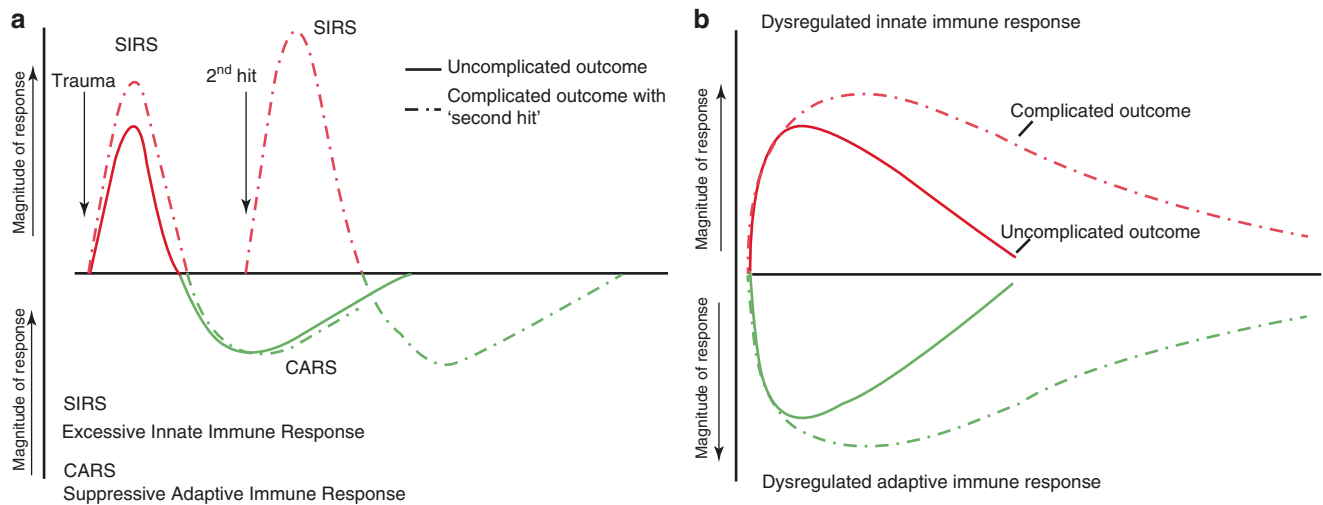 a
SIRS
Trauma
2nd hit
SIRS
Uncomplicated outcome
Complicated outcome with
‘second hit’
Magnitude of response
Magnitude of response
CARS
SIRS
Excessive Innate Immune Response
CARS
Suppressive Adaptive Immune Response
b
Dysregulated innate immune response
Magnitude of response
Complicated outcome
Uncomplicated outcome
Magnitude of response
Dysregulated adaptive immune response